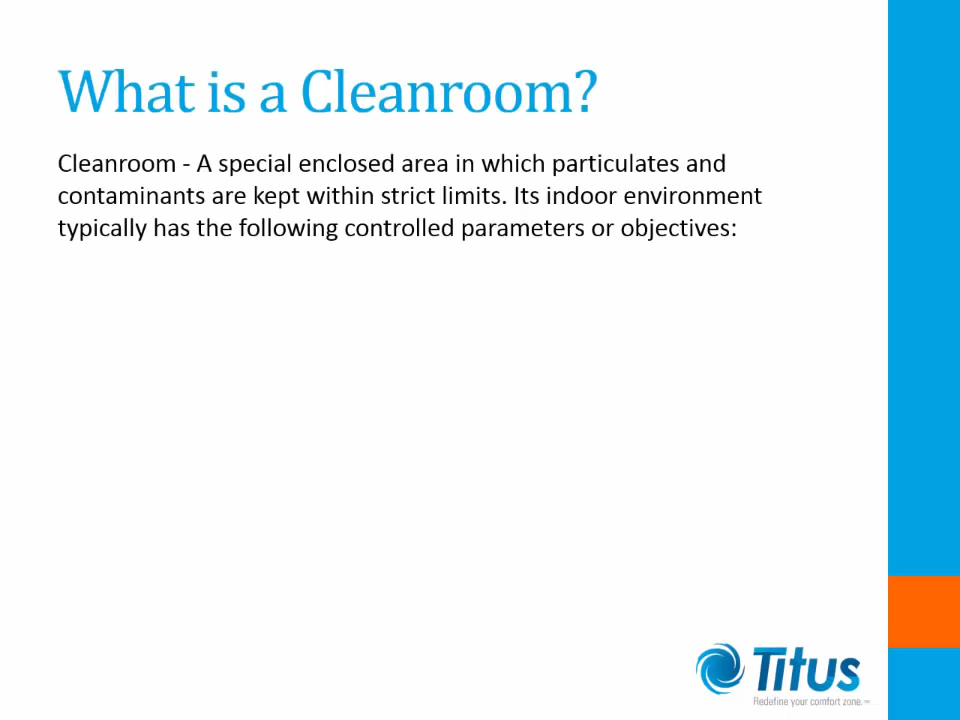 What is a Cleanroom?
Cleanroom - A special enclosed area in which particulates and
contaminants are kept within strict limits. Its indoor environment
typically has the following controlled parameters or objectives:
Titus
Redefine your comfort zone.™